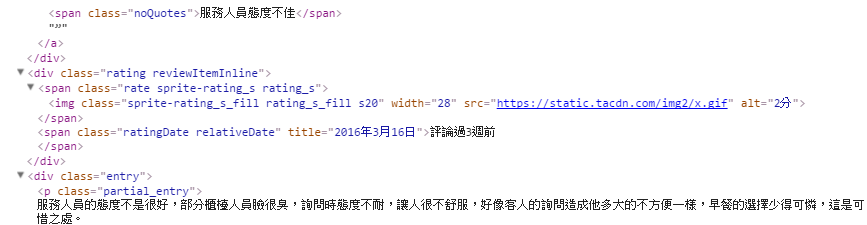 <span class="noQuotes">服務人員態度不佳</span>
"”"
</a>
</div>
▼<div class="rating reviewItemInline">
▼<span class="rate sprite-rating_s rating_s">
<img class="sprite-rating_s_fill rating_s_fill s20" width="28" src="https://static.tacdn.com/img2/x.gif" alt="2分">
</span>
<span class="ratingDate relativeDate" title="2016年3月16日">評論過3週前
</span>
</div>
▼<div class="entry">
<p class="partial_entry">
服務人員的態度不是很好，部分櫃檯人員臉很臭，詢問時態度不耐，讓人很不舒服，好像客人的詢問造成他多大的不方便一樣，早餐的選擇少得可憐，這是可
惜之處。